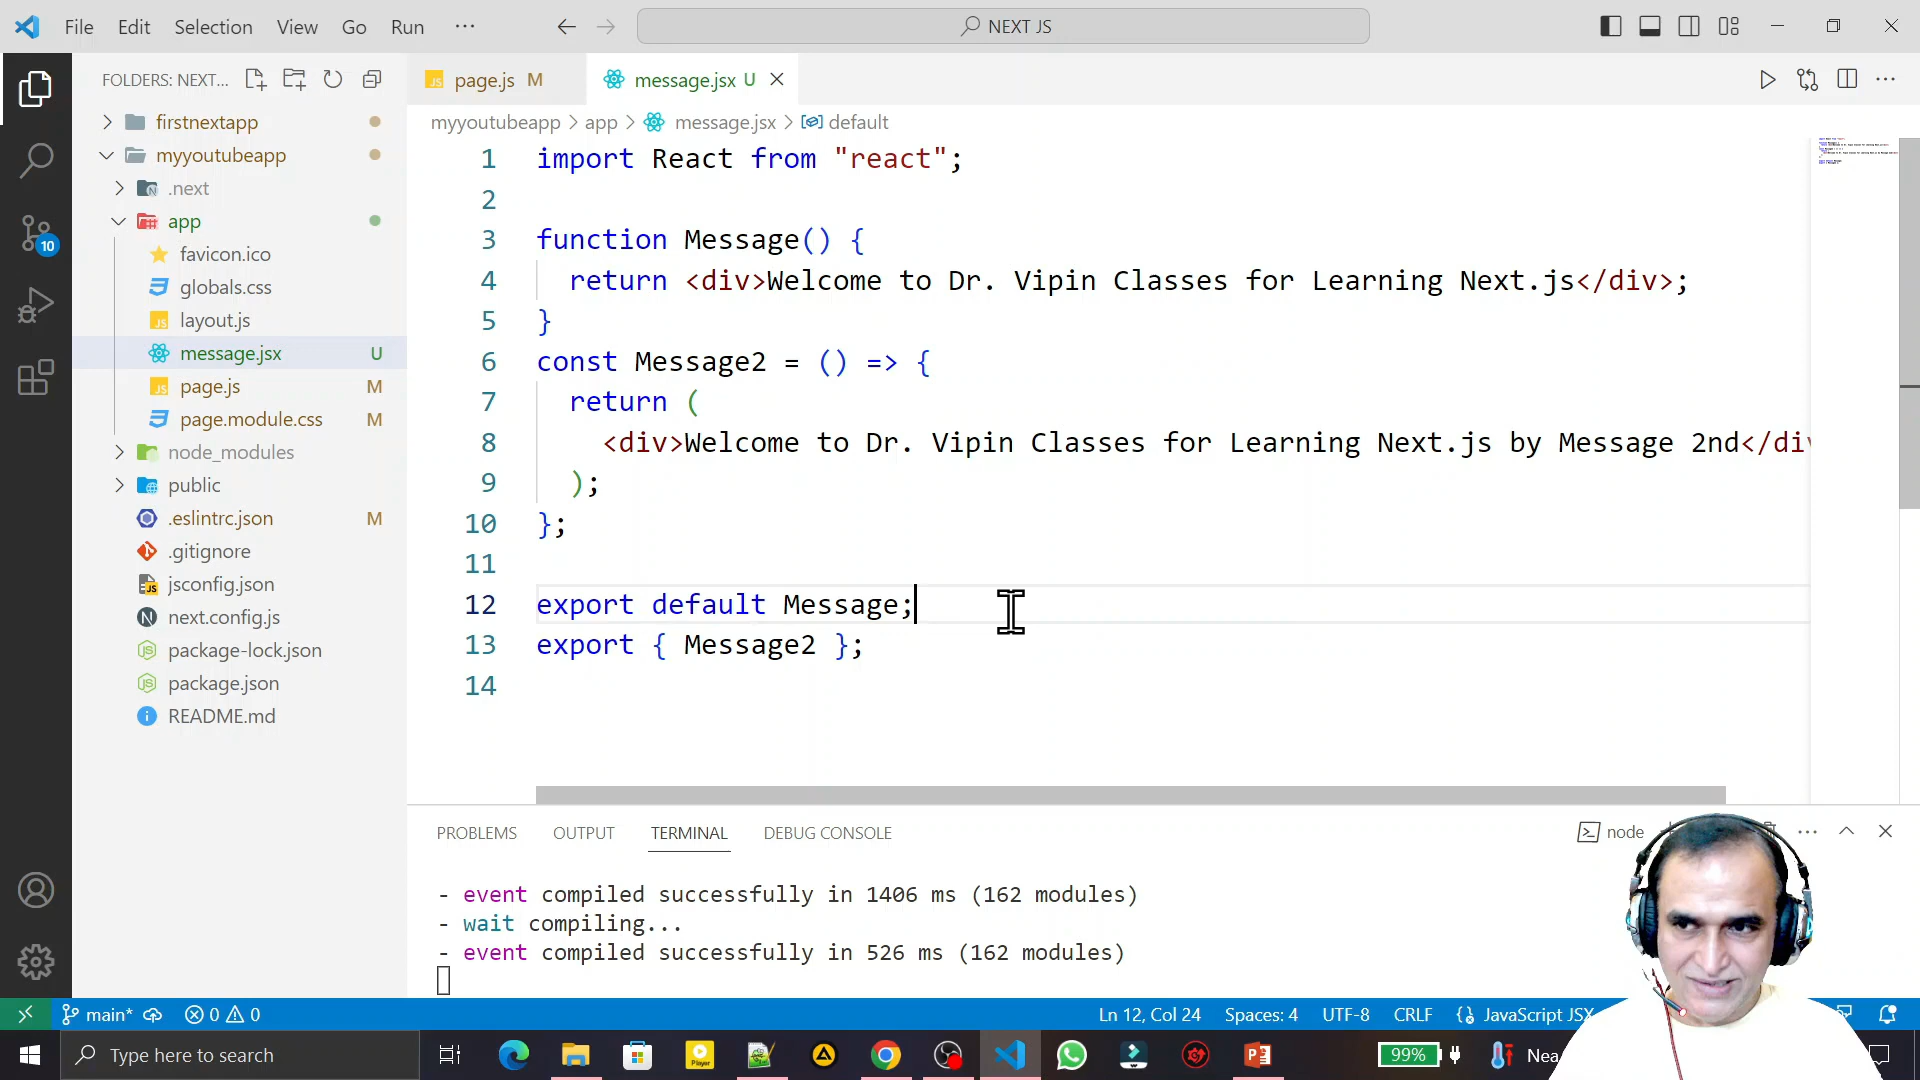 File Edit Selection View Go Run ... NEXT JS
FOLDERS: NEXT...
firstnextapp
myyoutubeapp
.next
app
favicon.ico
globals.css
layout.js
message.jsx U
page.js M
page.module.css M
node_modules
public
.eslintrc.json M
.gitignore
jsconfig.json
next.config.js
package-lock.json
package.json
README.md
10
page.js M message.jsx U
myyoutubeapp > app > message.jsx > default
1 import React from "react";
2
3 function Message() {
4 return <div>Welcome to Dr. Vipin Classes for Learning Next.js</div>;
5 }
6 const Message2 = () => {
7 return (
8 <div>Welcome to Dr. Vipin Classes for Learning Next.js by Message 2nd</di
9 );
10 };
11
12 export default Message;
13 export { Message2 };
14
PROBLEMS OUTPUT TERMINAL DEBUG CONSOLE node
- event compiled successfully in 1406 ms (162 modules)
- wait compiling...
- event compiled successfully in 526 ms (162 modules)
main* 0 0 Ln 12, Col 24 Spaces: 4 UTF-8 CRLF JavaScript JSX
Type here to search 99%